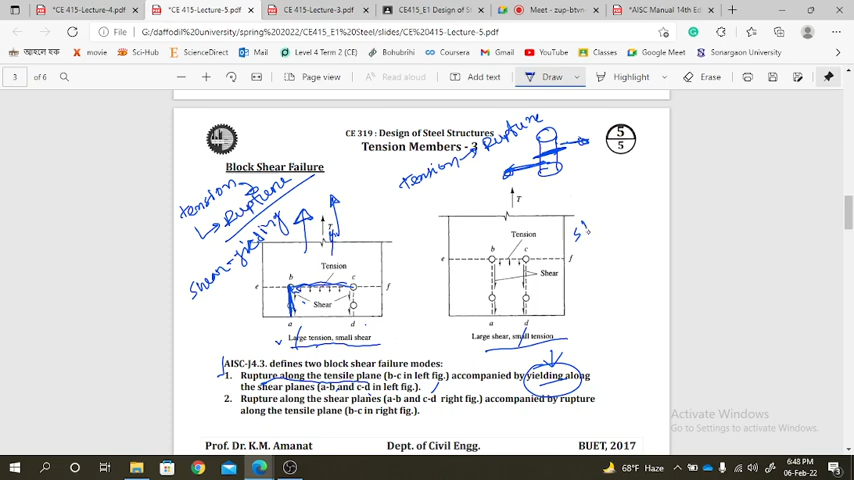 *CE 415-Lecture-4.pdf
*CE 415-Lecture-5.pdf
CE 415-Lecture-3.pdf
CE415_E1 Design of S
Meet - zup-btvn-
*AISC Manual 14th Ed
File
G:/daffodil university/spring 2022/CE415_E1 Steel/slides/CE%20415-Lecture-5.pdf
movie
Sci-Hub
ScienceDirect
Level 4 Term 2 (CE)
Bohubrihi
Coursera
Gmail
YouTube
Other Classes
Google Meet
Sonargaon University
3
of 6
Page view
Read aloud
Add text
Draw
Highlight
Erase
CE 319 : Design of Steel Structures
Tension Members - 3
5
5
Block Shear Failure
tension → Rupture
tension
↳ Rupture
shear-yielding
T
T
Tension
b c
e f
Shear
a d
Large tension, small shear
Tension
b c
e f
Shear
a d
Large shear, small tension
AISC-J4.3. defines two block shear failure modes:
1. Rupture along the tensile plane (b-c in left fig.) accompanied by yielding along
the shear planes (a-b and c-d in left fig.).
2. Rupture along the shear planes (a-b and c-d right fig.) accompanied by rupture
along the tensile plane (b-c in right fig.).
Prof. Dr. K.M. Amanat
Dept. of Civil Engg.
BUET, 2017
Activate Windows
Go to Settings to activate Windows.
68°F Haze
6:48 PM
06-Feb-22
3